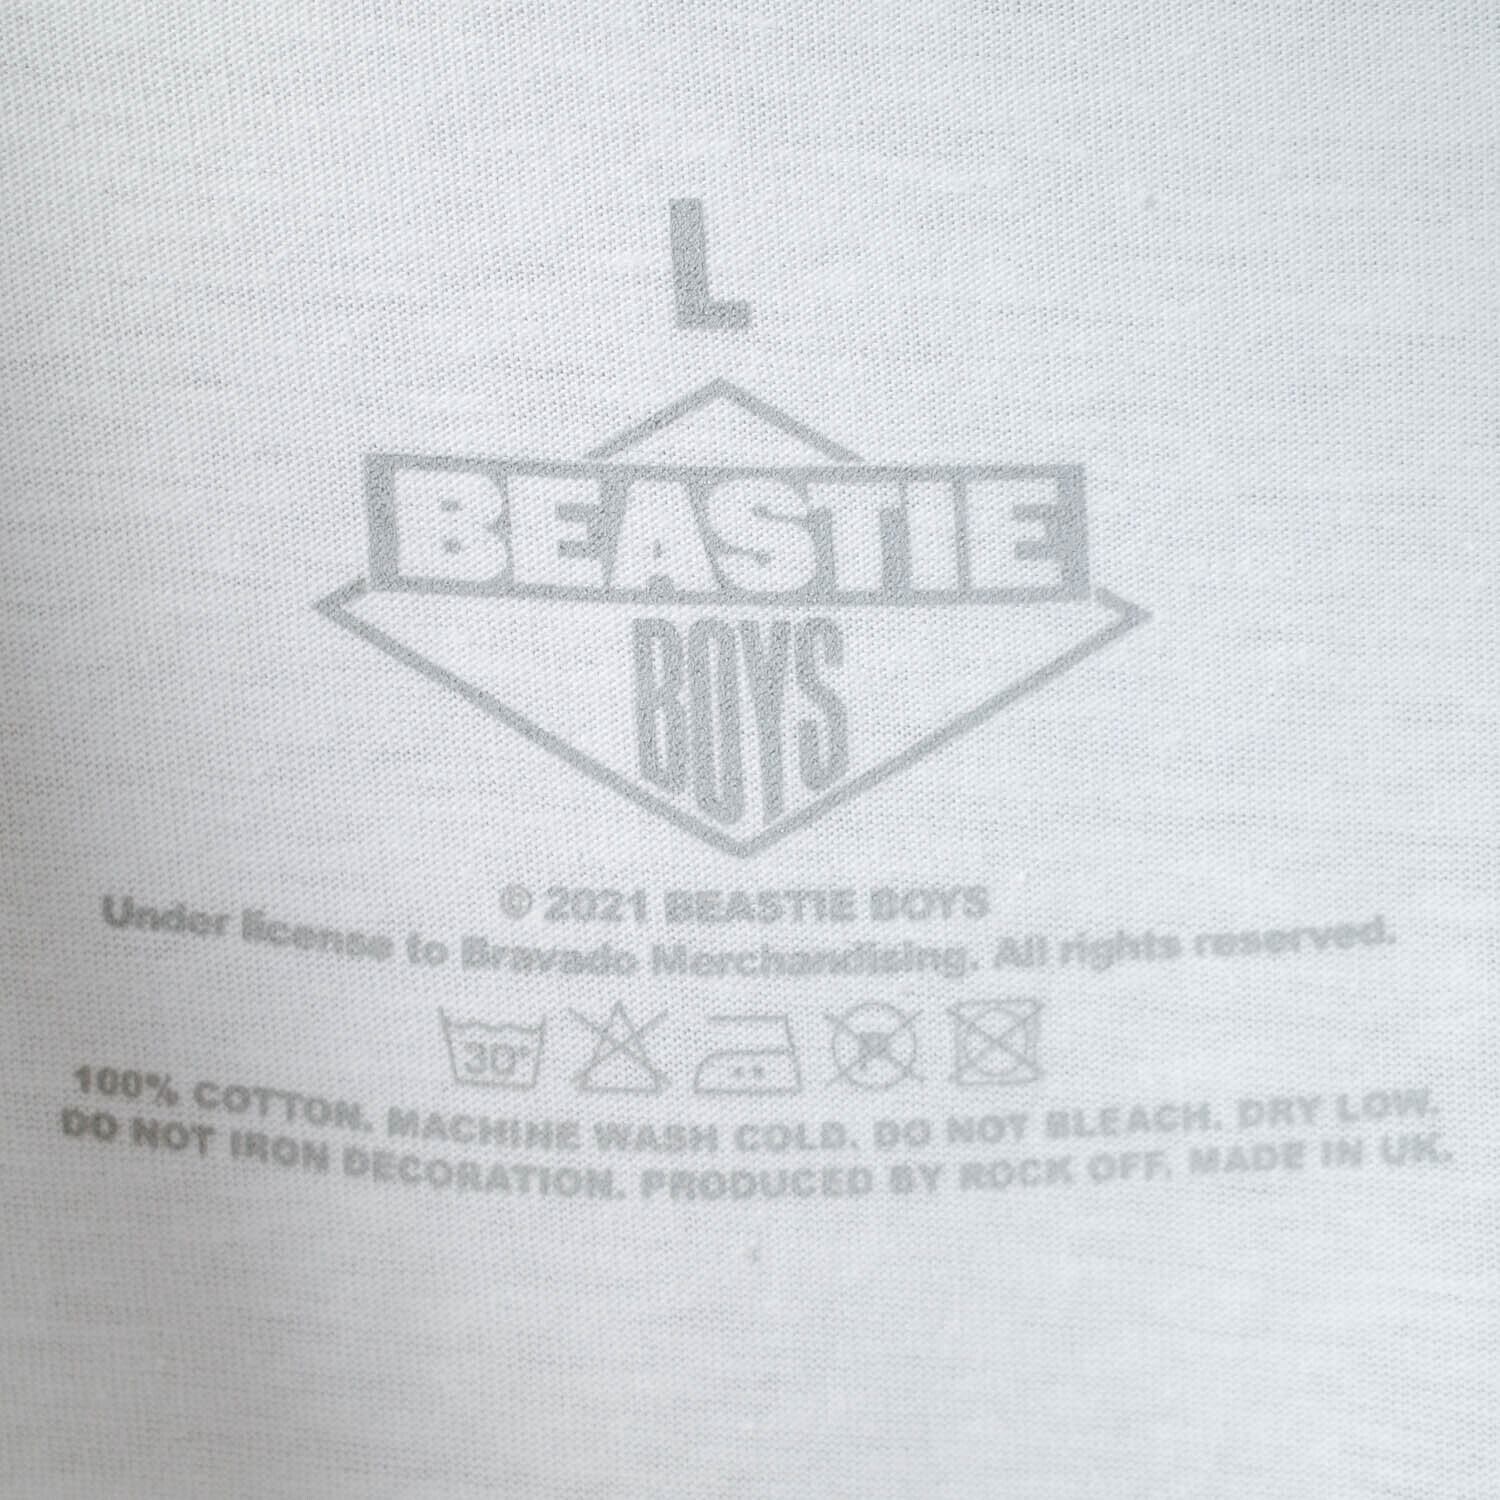 L
BEASTIE
BOYS
© 2021 BEASTIE BOYS
Under license to Bravado Merchandising. All rights reserved.
30°
P
100% COTTON. MACHINE WASH COLD. DO NOT BLEACH. DRY LOW.
DO NOT IRON DECORATION. PRODUCED BY ROCK OFF. MADE IN UK.